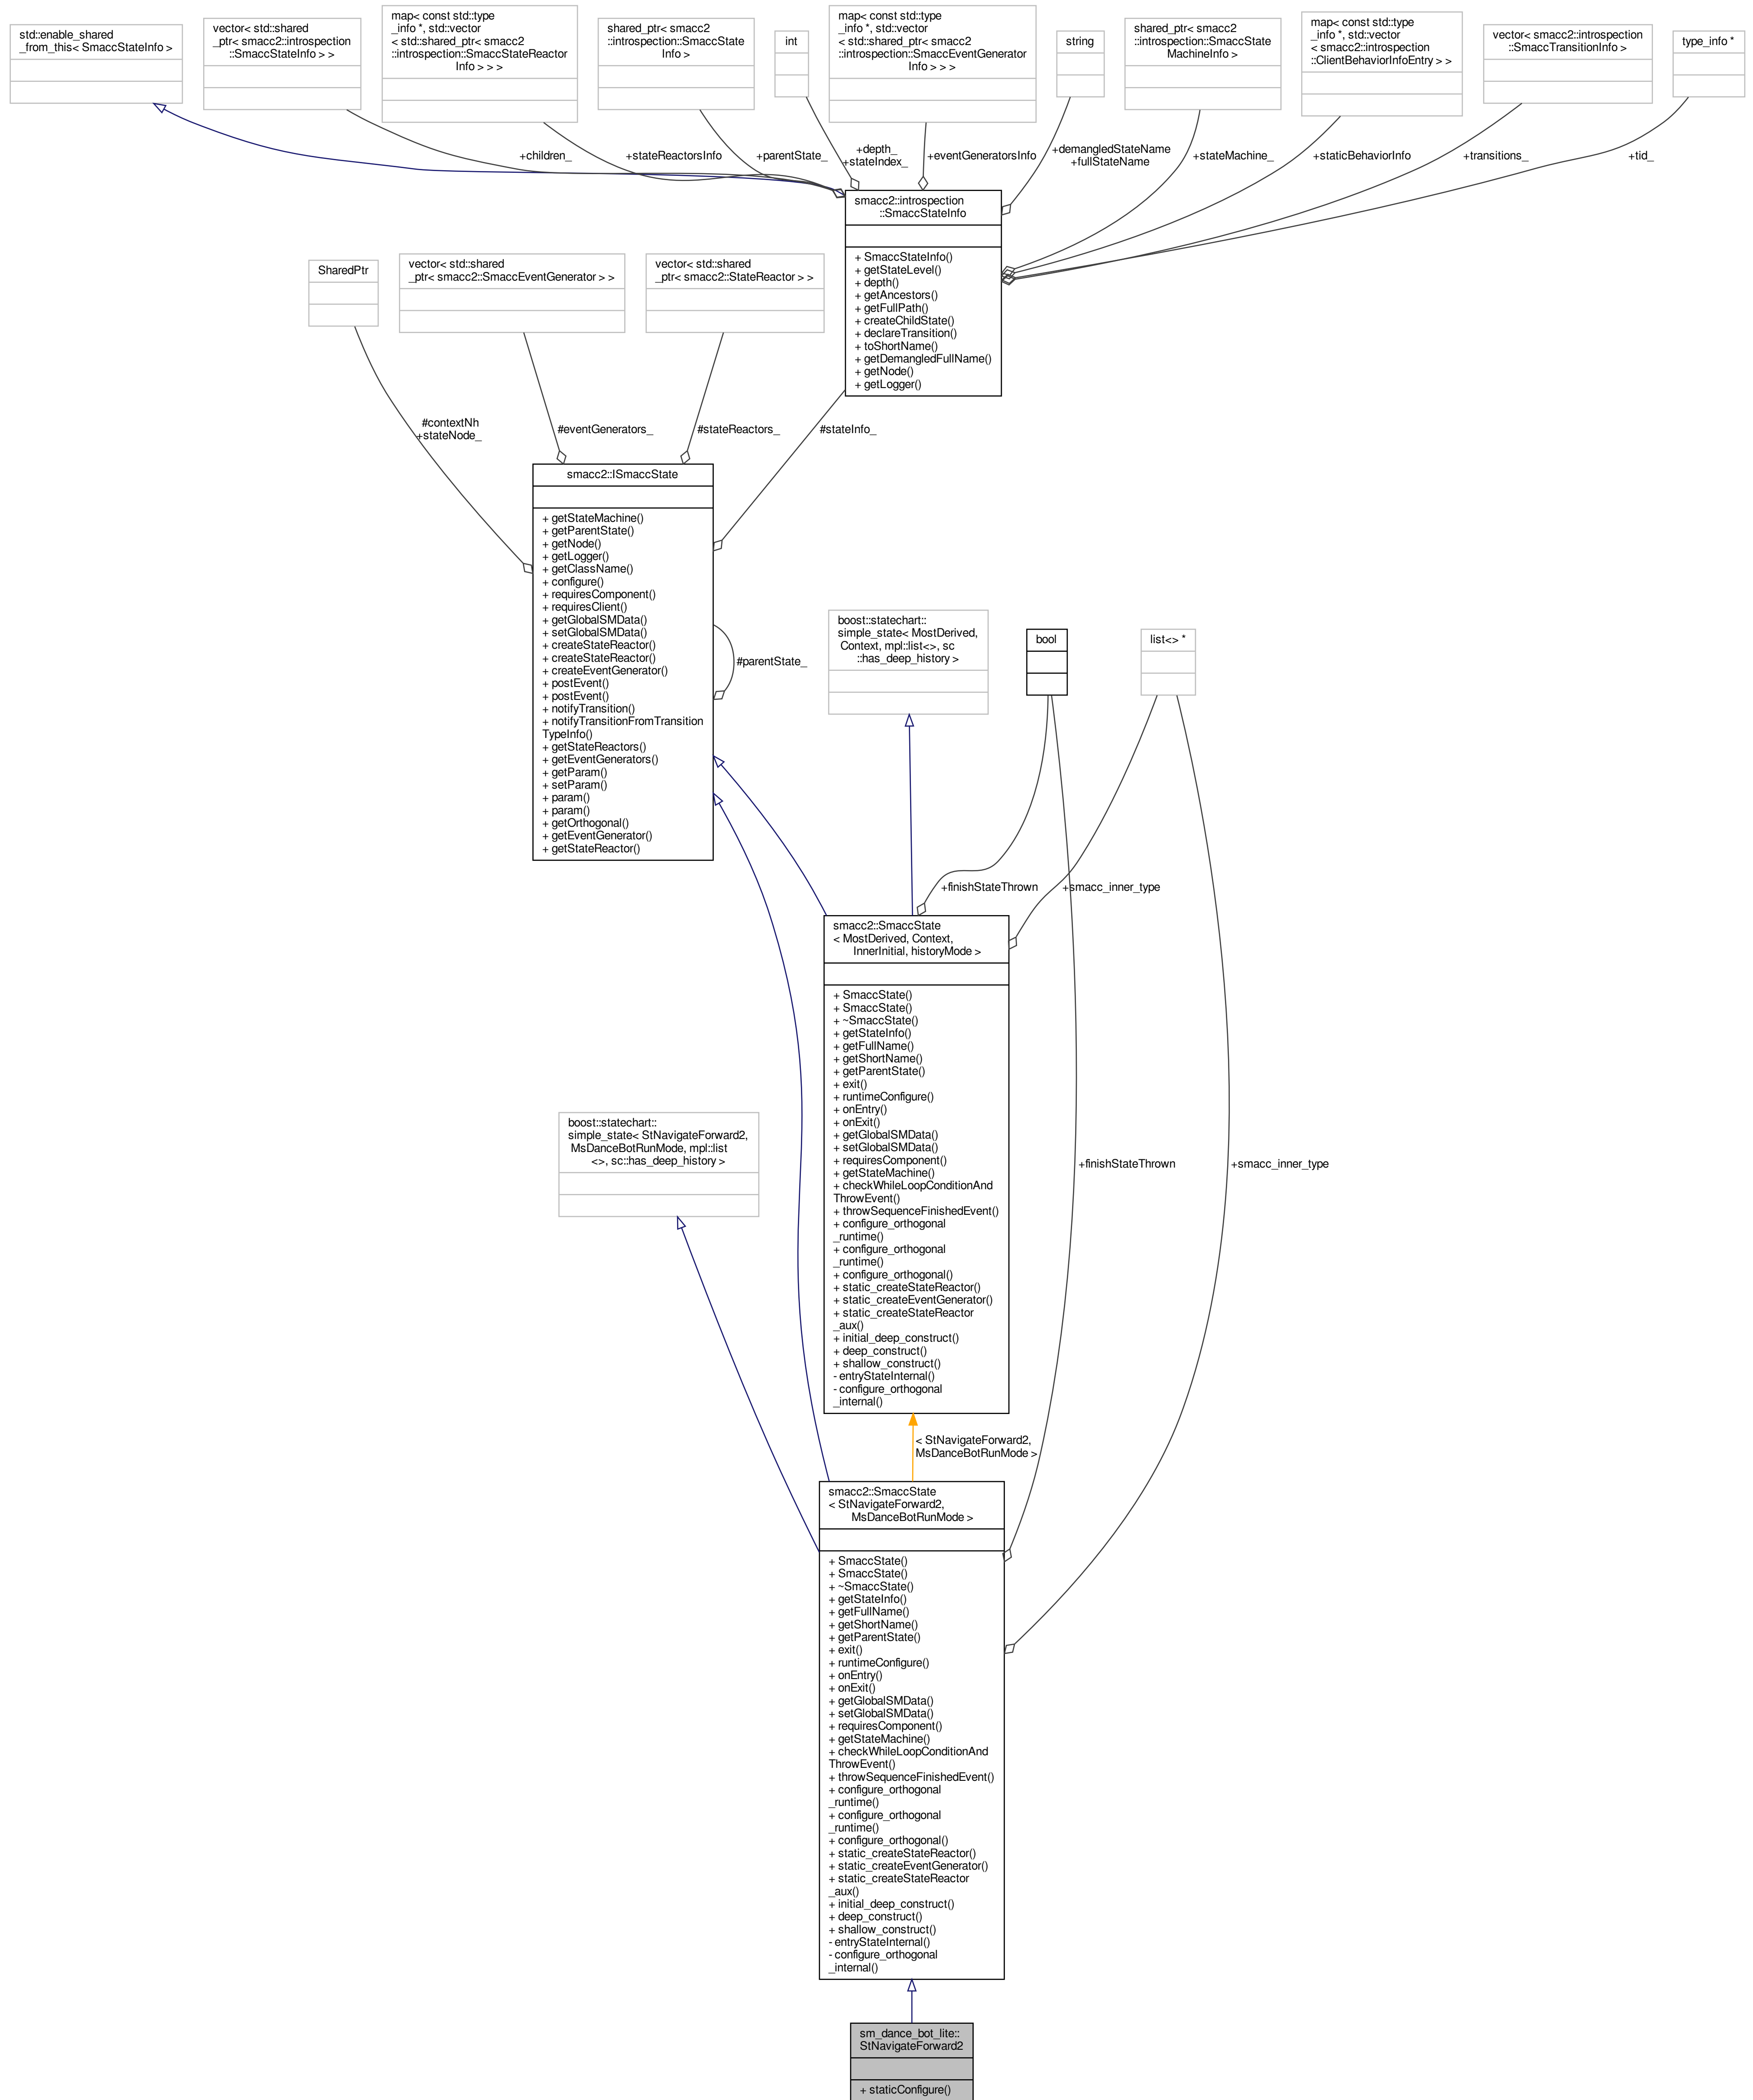 std::enable_shared
_from_this< SmaccStateInfo >
vector< std::shared
_ptr< smacc2::introspection
::SmaccStateInfo > >
map< const std::type
_info *, std::vector
< std::shared_ptr< smacc2
::introspection::SmaccStateReactor
Info > > >
shared_ptr< smacc2
::introspection::SmaccState
Info >
int
map< const std::type
_info *, std::vector
< std::shared_ptr< smacc2
::introspection::SmaccEventGenerator
Info > > >
string
shared_ptr< smacc2
::introspection::SmaccState
MachineInfo >
map< const std::type
_info *, std::vector
< smacc2::introspection
::ClientBehaviorInfoEntry > >
vector< smacc2::introspection
::SmaccTransitionInfo >
type_info *
+children_
+stateReactorsInfo
+parentState_
+depth_
+stateIndex_
+eventGeneratorsInfo
+demangledStateName
+fullStateName
+stateMachine_
+staticBehaviorInfo
+transitions_
+tid_
smacc2::introspection
::SmaccStateInfo
+ SmaccStateInfo()
+ getStateLevel()
+ depth()
+ getAncestors()
+ getFullPath()
+ createChildState()
+ declareTransition()
+ toShortName()
+ getDemangledFullName()
+ getNode()
+ getLogger()
SharedPtr
vector< std::shared
_ptr< smacc2::SmaccEventGenerator > >
vector< std::shared
_ptr< smacc2::StateReactor > >
#contextNh
+stateNode_
#eventGenerators_
#stateReactors_
#stateInfo_
smacc2::ISmaccState
+ getStateMachine()
+ getParentState()
+ getNode()
+ getLogger()
+ getClassName()
+ configure()
+ requiresComponent()
+ requiresClient()
+ getGlobalSMData()
+ setGlobalSMData()
+ createStateReactor()
+ createStateReactor()
+ createEventGenerator()
+ postEvent()
+ postEvent()
+ notifyTransition()
+ notifyTransitionFromTransition
TypeInfo()
+ getStateReactors()
+ getEventGenerators()
+ getParam()
+ setParam()
+ param()
+ param()
+ getOrthogonal()
+ getEventGenerator()
+ getStateReactor()
#parentState_
boost::statechart::
simple_state< MostDerived,
Context, mpl::list<>, sc
::has_deep_history >
bool
list<> *
+finishStateThrown
+smacc_inner_type
smacc2::SmaccState
< MostDerived, Context,
InnerInitial, historyMode >
+ SmaccState()
+ SmaccState()
+ ~SmaccState()
+ getStateInfo()
+ getFullName()
+ getShortName()
+ getParentState()
+ exit()
+ runtimeConfigure()
+ onEntry()
+ onExit()
+ getGlobalSMData()
+ setGlobalSMData()
+ requiresComponent()
+ getStateMachine()
+ checkWhileLoopConditionAnd
ThrowEvent()
+ throwSequenceFinishedEvent()
+ configure_orthogonal
_runtime()
+ configure_orthogonal
_runtime()
+ configure_orthogonal()
+ static_createStateReactor()
+ static_createEventGenerator()
+ static_createStateReactor
_aux()
+ initial_deep_construct()
+ deep_construct()
+ shallow_construct()
- entryStateInternal()
- configure_orthogonal
_internal()
boost::statechart::
simple_state< StNavigateForward2,
MsDanceBotRunMode, mpl::list
<>, sc::has_deep_history >
+finishStateThrown
+smacc_inner_type
< StNavigateForward2,
MsDanceBotRunMode >
smacc2::SmaccState
< StNavigateForward2,
MsDanceBotRunMode >
+ SmaccState()
+ SmaccState()
+ ~SmaccState()
+ getStateInfo()
+ getFullName()
+ getShortName()
+ getParentState()
+ exit()
+ runtimeConfigure()
+ onEntry()
+ onExit()
+ getGlobalSMData()
+ setGlobalSMData()
+ requiresComponent()
+ getStateMachine()
+ checkWhileLoopConditionAnd
ThrowEvent()
+ throwSequenceFinishedEvent()
+ configure_orthogonal
_runtime()
+ configure_orthogonal
_runtime()
+ configure_orthogonal()
+ static_createStateReactor()
+ static_createEventGenerator()
+ static_createStateReactor
_aux()
+ initial_deep_construct()
+ deep_construct()
+ shallow_construct()
- entryStateInternal()
- configure_orthogonal
_internal()
sm_dance_bot_lite::
StNavigateForward2
+ staticConfigure()